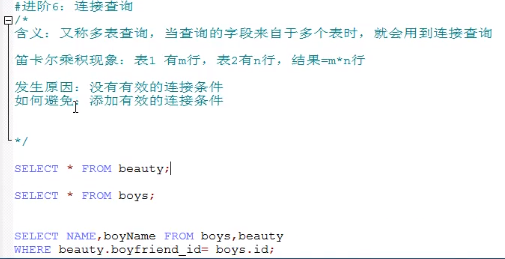 #进阶6：连接查询
/*
含义：又称多表查询，当查询的字段来自于多个表时，就会用到连接查询
笛卡尔乘积现象：表1 有m行，表2有n行，结果=m*n行
发生原因：没有有效的连接条件
如何避免：添加有效的连接条件
*/
SELECT * FROM beauty;
SELECT * FROM boys;
SELECT NAME,boyName FROM boys,beauty
WHERE beauty.boyfriend_id= boys.id;